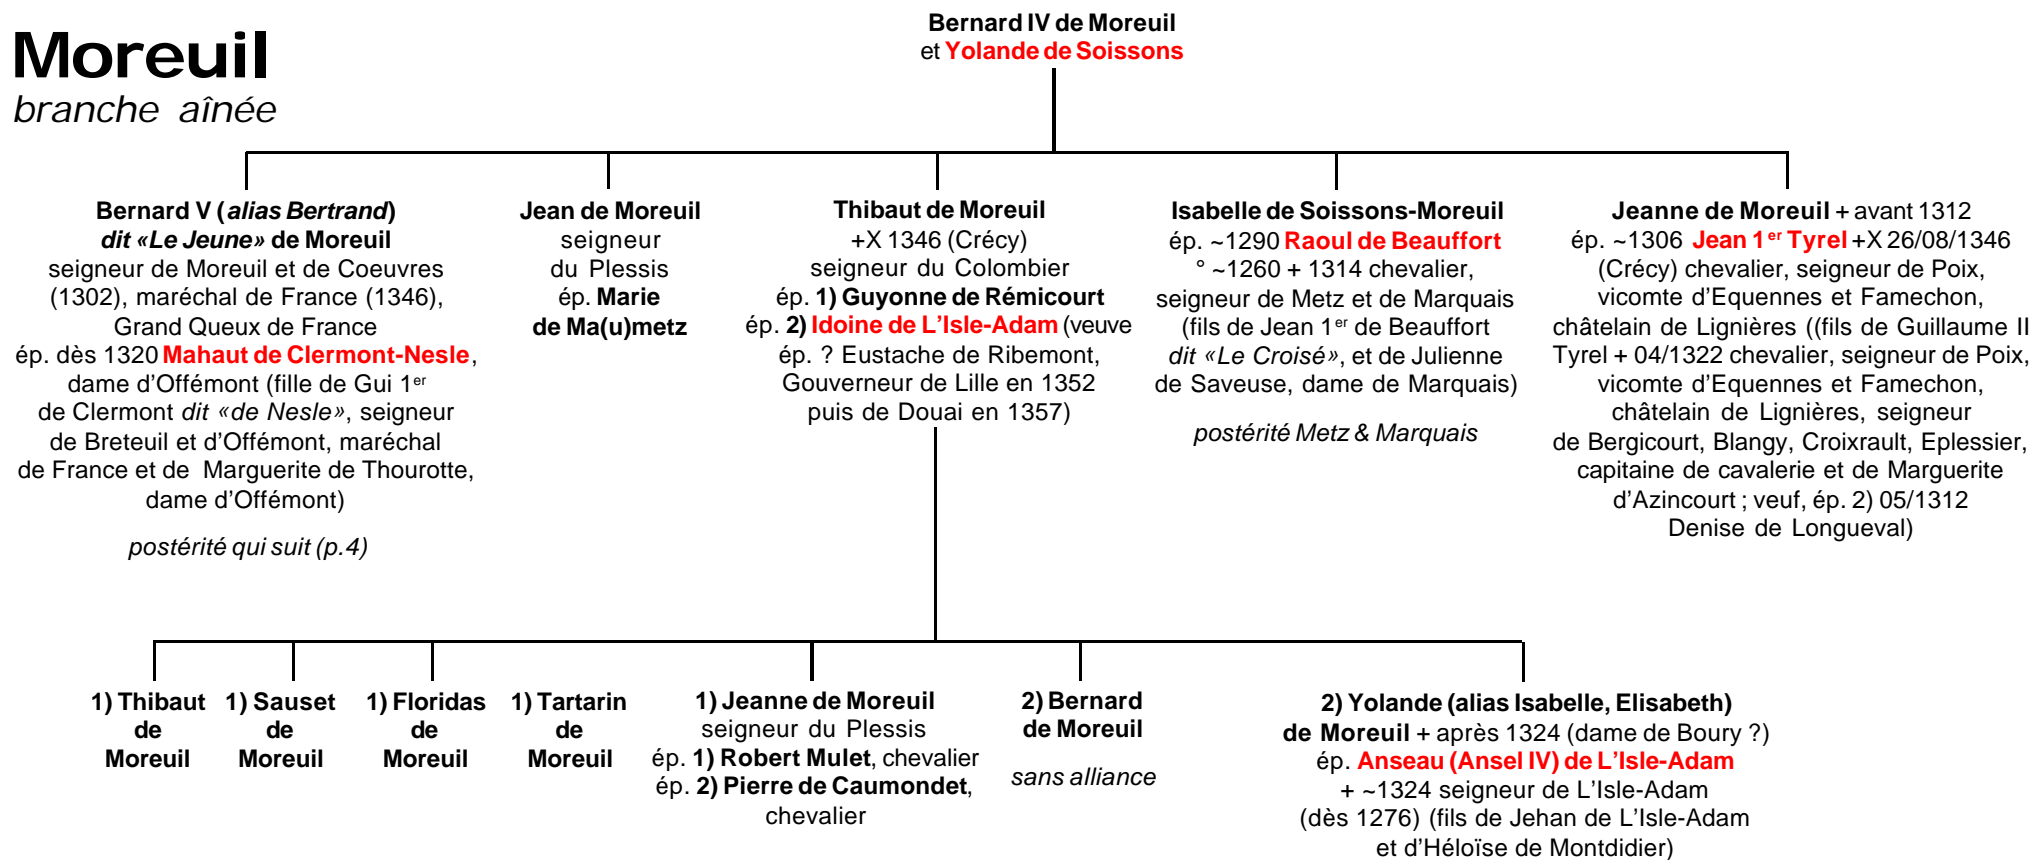 Moreuil
branche aînée
Bernard IV de Moreuil
et Yolande de Soissons
Bernard V (alias Bertrand)
dit «Le Jeune» de Moreuil
seigneur de Moreuil et de Coeuvres
(1302), maréchal de France (1346),
Grand Queux de France
ép. dès 1320 Mahaut de Clermont-Nesle,
dame d'Offémont (fille de Gui 1er
de Clermont dit «de Nesle», seigneur
de Breteuil et d'Offémont, maréchal
de France et de Marguerite de Thourotte,
dame d'Offémont)
postérité qui suit (p.4)
Jean de Moreuil
seigneur
du Plessis
ép. Marie
de Ma(u)metz
Thibaut de Moreuil
+X 1346 (Crécy)
seigneur du Colombier
ép. 1) Guyonne de Rémicourt
ép. 2) Idoine de L'Isle-Adam (veuve
ép. ? Eustache de Ribemont,
Gouverneur de Lille en 1352
puis de Douai en 1357)
Isabelle de Soissons-Moreuil
ép. ~1290 Raoul de Beauffort
° ~1260 + 1314 chevalier,
seigneur de Metz et de Marquais
(fils de Jean 1er de Beauffort
dit «Le Croisé», et de Julienne
de Saveuse, dame de Marquais)
postérité Metz & Marquais
Jeanne de Moreuil + avant 1312
ép. ~1306 Jean 1er Tyrel +X 26/08/1346
(Crécy) chevalier, seigneur de Poix,
vicomte d'Equennes et Famechon,
châtelain de Lignières ((fils de Guillaume II
Tyrel + 04/1322 chevalier, seigneur de Poix,
vicomte d'Equennes et Famechon,
châtelain de Lignières, seigneur
de Bergicourt, Blangy, Croixrault, Eplessier,
capitaine de cavalerie et de Marguerite
d'Azincourt ; veuf, ép. 2) 05/1312
Denise de Longueval)
1) Thibaut
de
Moreuil
1) Sauset
de
Moreuil
1) Floridas
de
Moreuil
1) Tartarin
de
Moreuil
1) Jeanne de Moreuil
seigneur du Plessis
ép. 1) Robert Mulet, chevalier
ép. 2) Pierre de Caumondet,
chevalier
2) Bernard
de Moreuil
sans alliance
2) Yolande (alias Isabelle, Elisabeth)
de Moreuil + après 1324 (dame de Boury ?)
ép. Anseau (Ansel IV) de L'Isle-Adam
+ ~1324 seigneur de L'Isle-Adam
(dès 1276) (fils de Jehan de L'Isle-Adam
et d'Héloïse de Montdidier)